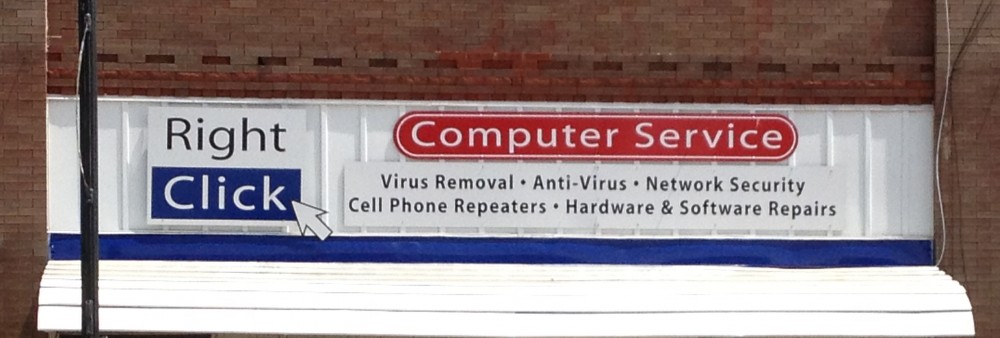 Right
Click
Computer Service
Virus Removal • Anti-Virus • Network Security
Cell Phone Repeaters • Hardware & Software Repairs